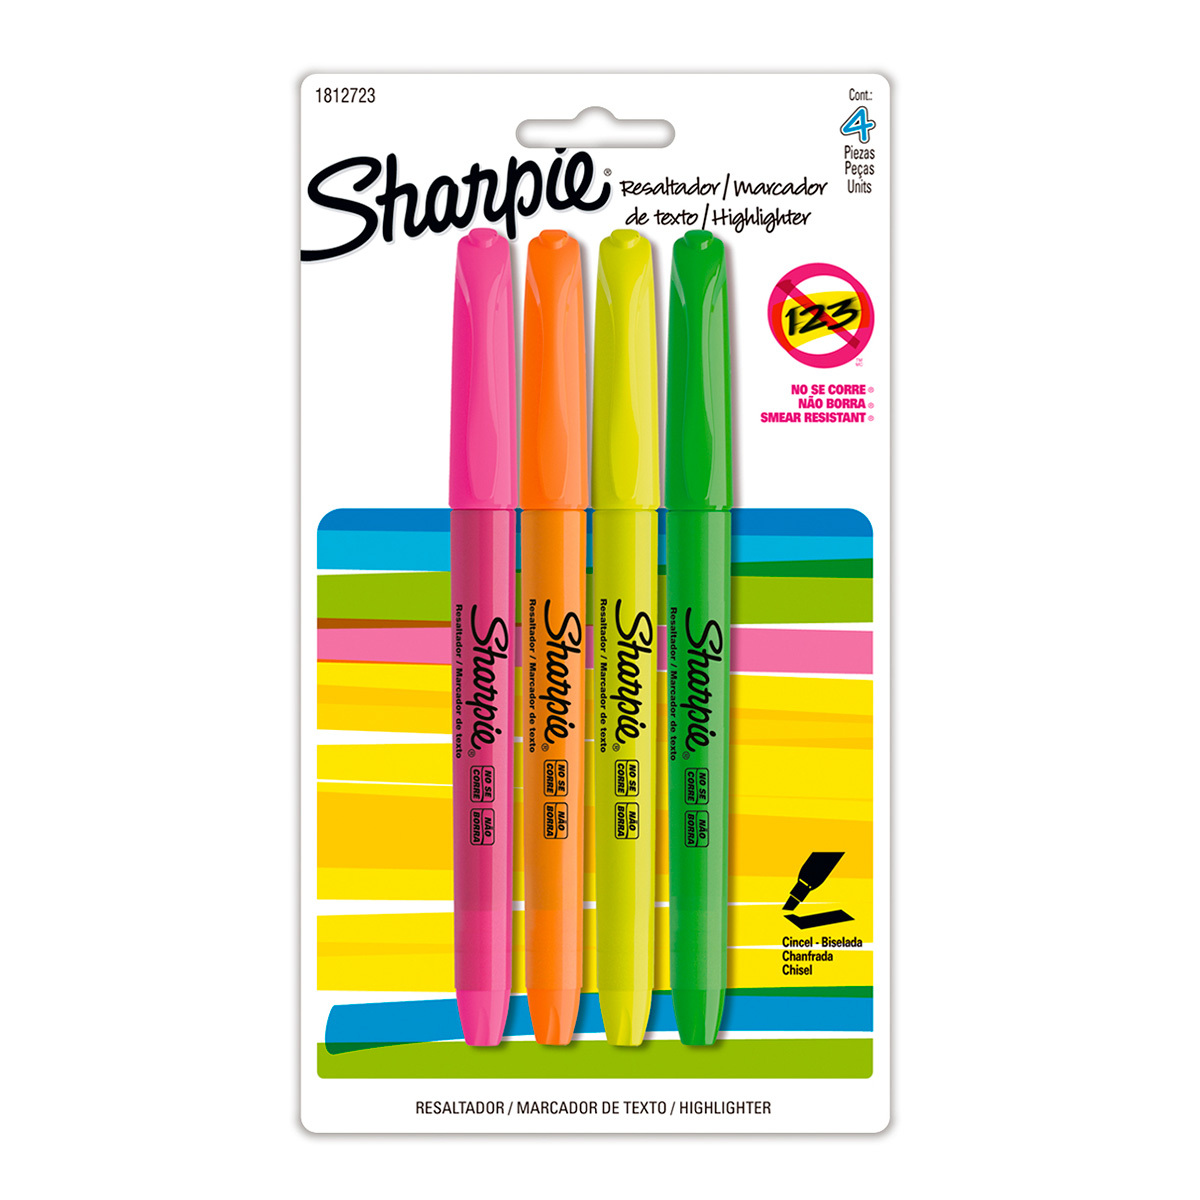 1812723
Cont.:
4
Piezas
Peças
Units
Sharpie®
Resaltador/Marcador
de texto/Highlighter
123
TM
MC
NO SE CORRE®
NÃO BORRA®
SMEAR RESISTANT®
Sharpie®
Resaltador / Marcador de texto
NO SE
CORRE
NÃO
BORRA
Sharpie®
Resaltador / Marcador de texto
NO SE
CORRE
NÃO
BORRA
Sharpie®
Resaltador / Marcador de texto
NO SE
CORRE
NÃO
BORRA
Sharpie®
Resaltador / Marcador de texto
NO SE
CORRE
NÃO
BORRA
Cincel - Biselada
Chanfrada
Chisel
RESALTADOR / MARCADOR DE TEXTO / HIGHLIGHTER